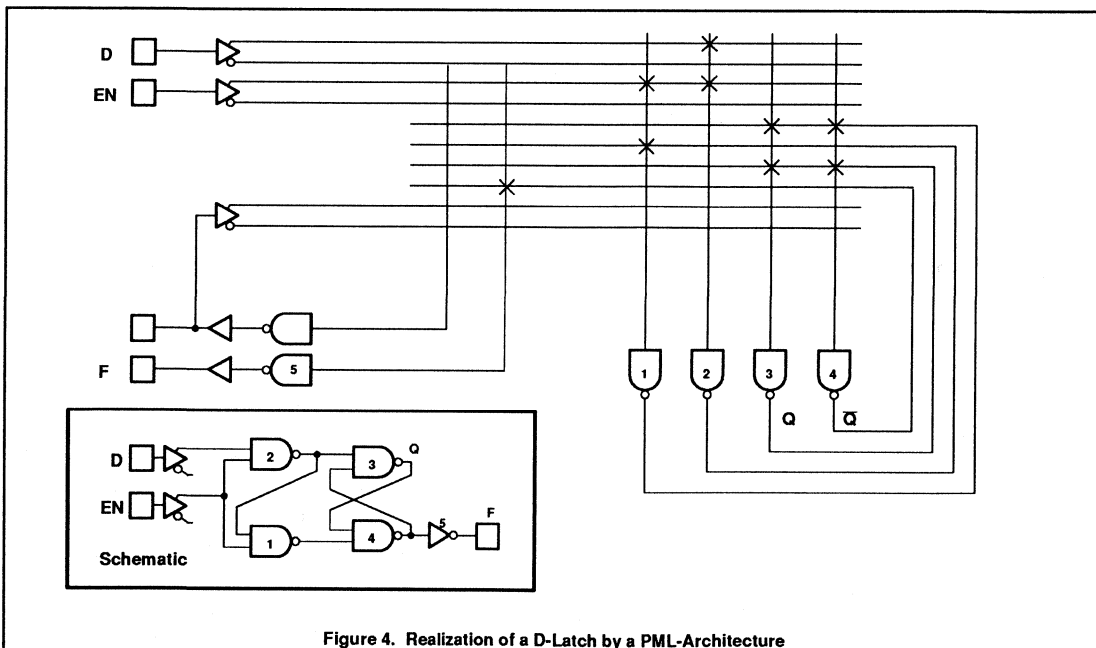 D
EN
F
5
1
2
3
4
Q
Q̅
D
EN
2
3
Q
1
4
5
F
Schematic
Figure 4. Realization of a D-Latch by a PML-Architecture